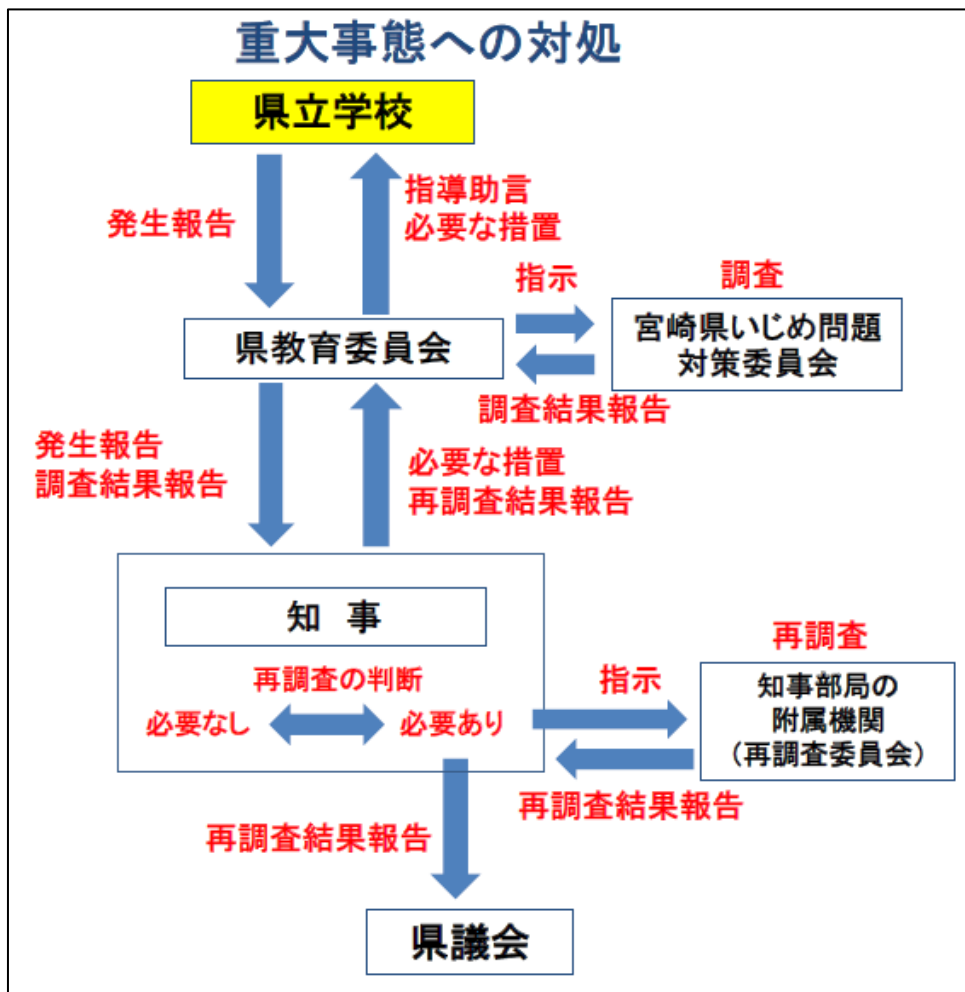 重大事態への対処
県立学校
発生報告
指導助言
必要な措置
指示
調査
県教育委員会
宮崎県いじめ問題
対策委員会
調査結果報告
発生報告
調査結果報告
必要な措置
再調査結果報告
知 事
再調査の判断
必要なし
必要あり
指示
再調査
知事部局の
附属機関
（再調査委員会）
再調査結果報告
再調査結果報告
県議会